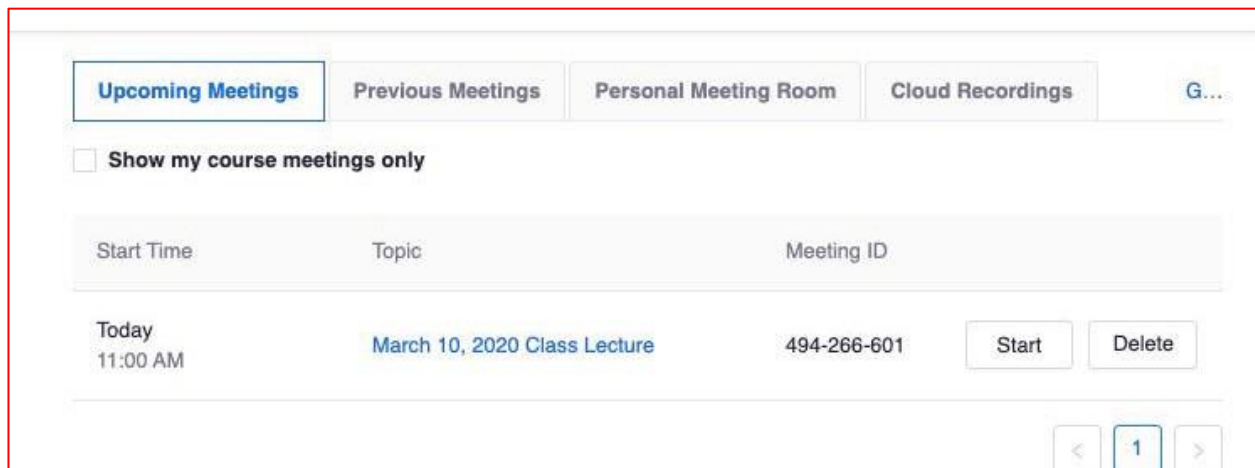 Upcoming Meetings Previous Meetings Personal Meeting Room Cloud Recordings G...
Show my course meetings only
Start Time Topic Meeting ID
Today
11:00 AM
March 10, 2020 Class Lecture 494-266-601 Start Delete
< 1 >